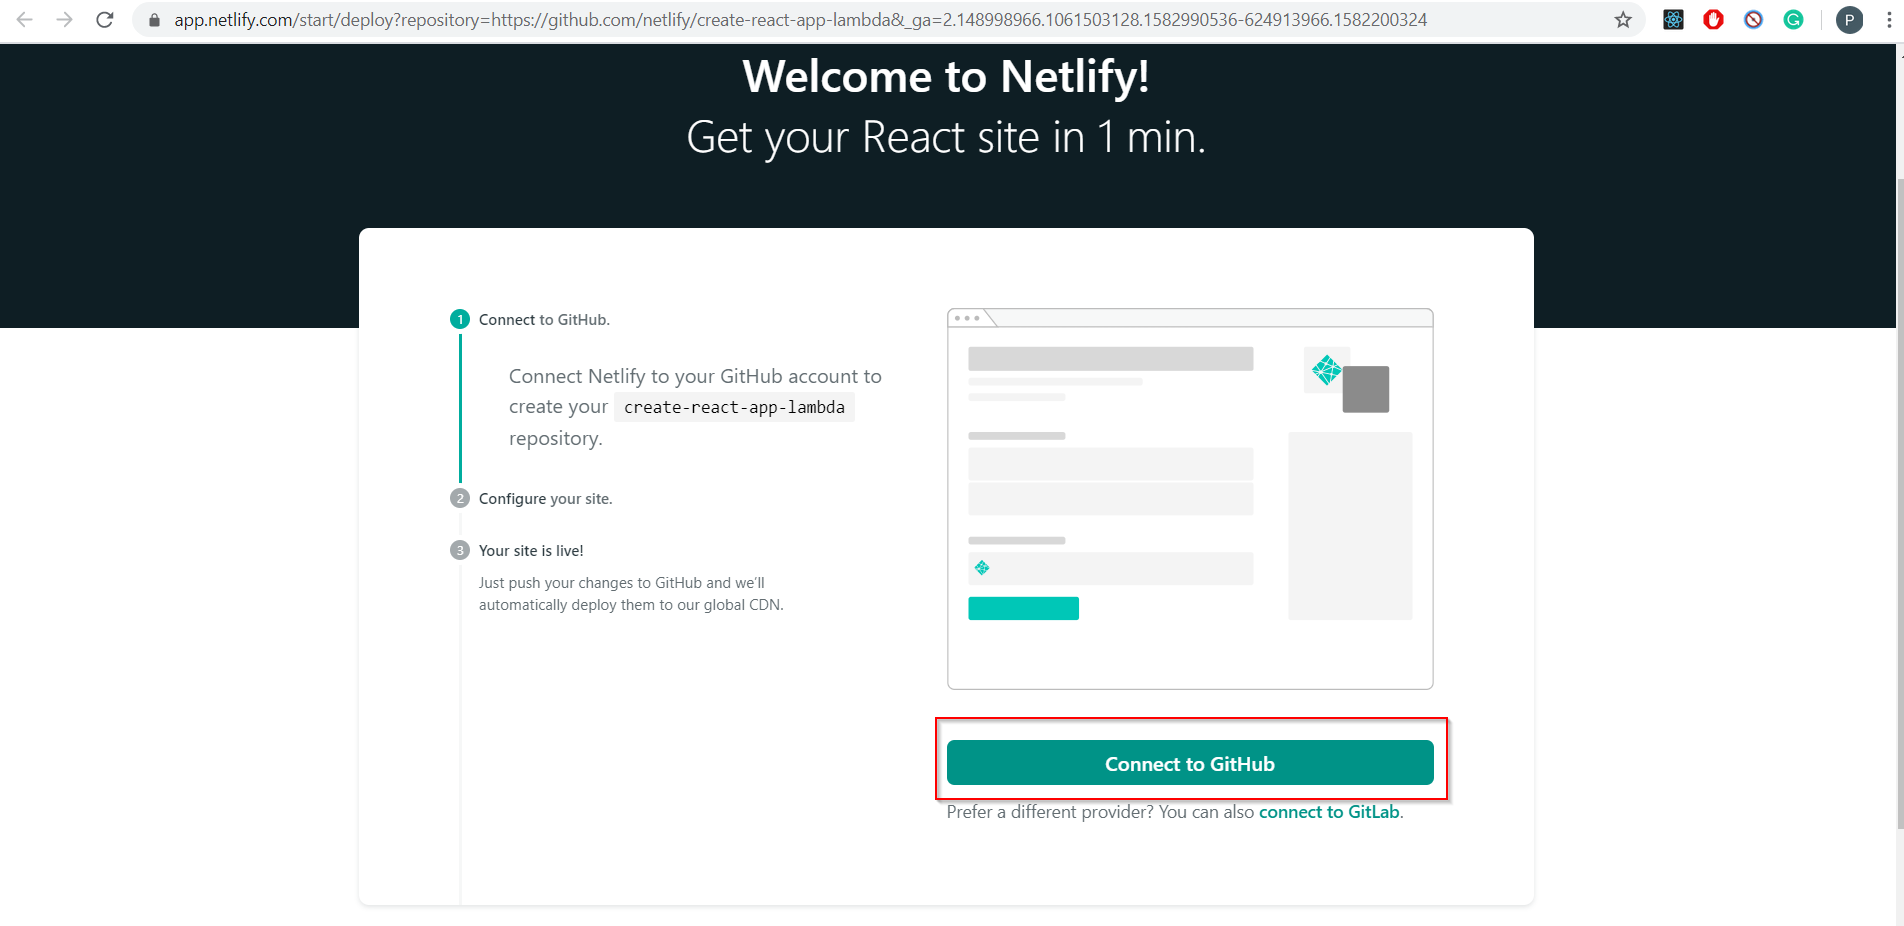 app.netlify.com/start/deploy?repository=https://github.com/netlify/create-react-app-lambda&_ga=2.148998966.1061503128.1582990536-624913966.1582200324
P
Welcome to Netlify!
Get your React site in 1 min.
1 Connect to GitHub.
Connect Netlify to your GitHub account to
create your create-react-app-lambda
repository.
2 Configure your site.
3 Your site is live!
Just push your changes to GitHub and we'll
automatically deploy them to our global CDN.
Connect to GitHub
Prefer a different provider? You can also connect to GitLab.